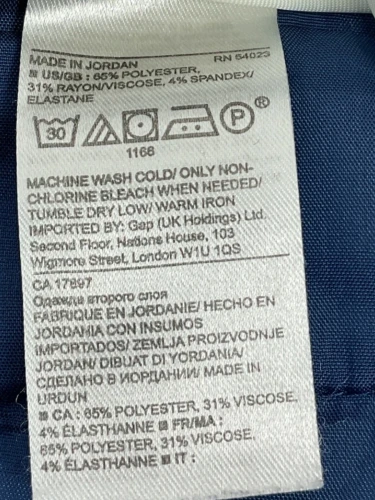 MADE IN JORDAN RN 54023
■ US/GB : 65% POLYESTER,
31% RAYON/VISCOSE, 4% SPANDEX/
ELASTANE
30 P ®
1168
MACHINE WASH COLD/ ONLY NON-
CHLORINE BLEACH WHEN NEEDED/
TUMBLE DRY LOW/ WARM IRON
IMPORTED BY: Gap (UK Holdings) Ltd.
Second Floor, Nations House, 103
Wigmore Street, London W1U 1QS
CA 17897
Одежда второго слоя
FABRIQUÉ EN JORDANIE/ HECHO EN
JORDANIA CON INSUMOS
IMPORTADOS/ ZEMLJA PROIZVODNJE
JORDAN/ DIBUAT DI YORDANIA/
СДЕЛАНО В ИОРДАНИИ/ MADE IN
URDUN
■ CA : 65% POLYESTER, 31% VISCOSE,
4% ÉLASTHANNE ■ FR/MA :
65% POLYESTER, 31% VISCOSE,
4% ÉLASTHANNE ■ IT :